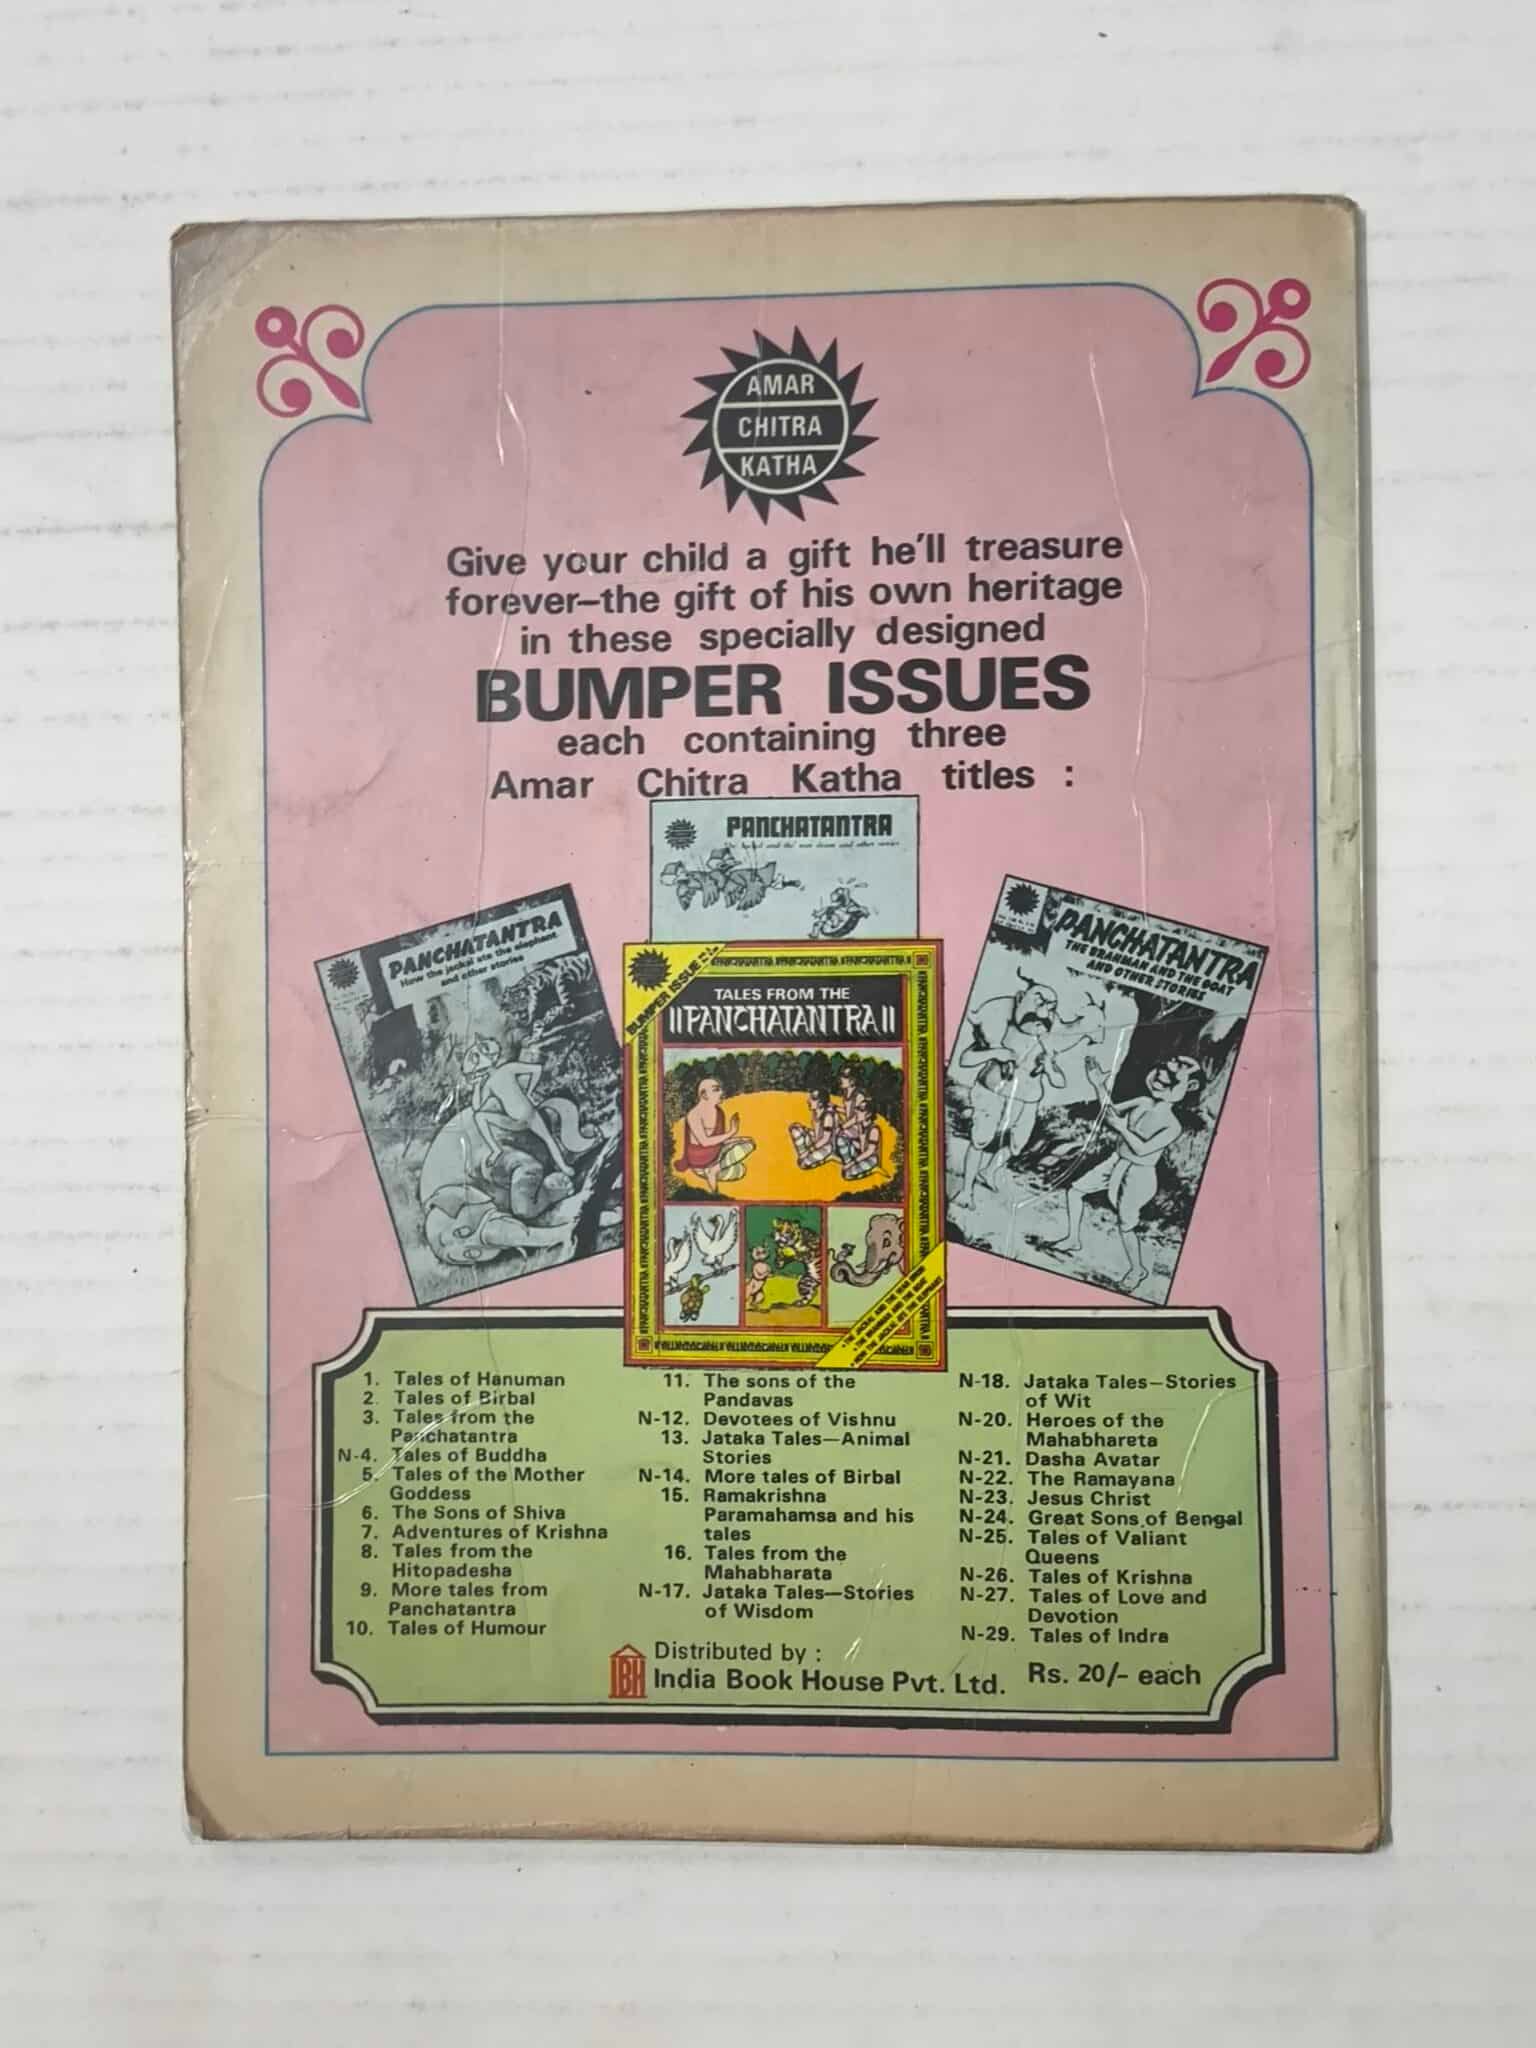 AMAR
CHITRA
KATHA
Give your child a gift he'll treasure
forever–the gift of his own heritage
in these specially designed
BUMPER ISSUES
each containing three
Amar Chitra Katha titles :
PANCHATANTRA
The jackal and the war drum and other stories
PANCHATANTRA
How the jackal ate the elephant
and other stories
PANCHATANTRA
THE BRAHMAN AND THE GOAT
AND OTHER STORIES
BUMPER ISSUE
TALES FROM THE
PANCHATANTRA
1. Tales of Hanuman
2. Tales of Birbal
3. Tales from the
Panchatantra
N-4. Tales of Buddha
5. Tales of the Mother
Goddess
6. The Sons of Shiva
7. Adventures of Krishna
8. Tales from the
Hitopadesha
9. More tales from
Panchatantra
10. Tales of Humour
11. The sons of the
Pandavas
N-12. Devotees of Vishnu
13. Jataka Tales—Animal
Stories
N-14. More tales of Birbal
15. Ramakrishna
Paramahamsa and his
tales
16. Tales from the
Mahabharata
N-17. Jataka Tales—Stories
of Wisdom
N-18. Jataka Tales—Stories
of Wit
N-20. Heroes of the
Mahabhareta
N-21. Dasha Avatar
N-22. The Ramayana
N-23. Jesus Christ
N-24. Great Sons of Bengal
N-25. Tales of Valiant
Queens
N-26. Tales of Krishna
N-27. Tales of Love and
Devotion
N-29. Tales of Indra
IBH
Distributed by :
India Book House Pvt. Ltd.
Rs. 20/- each